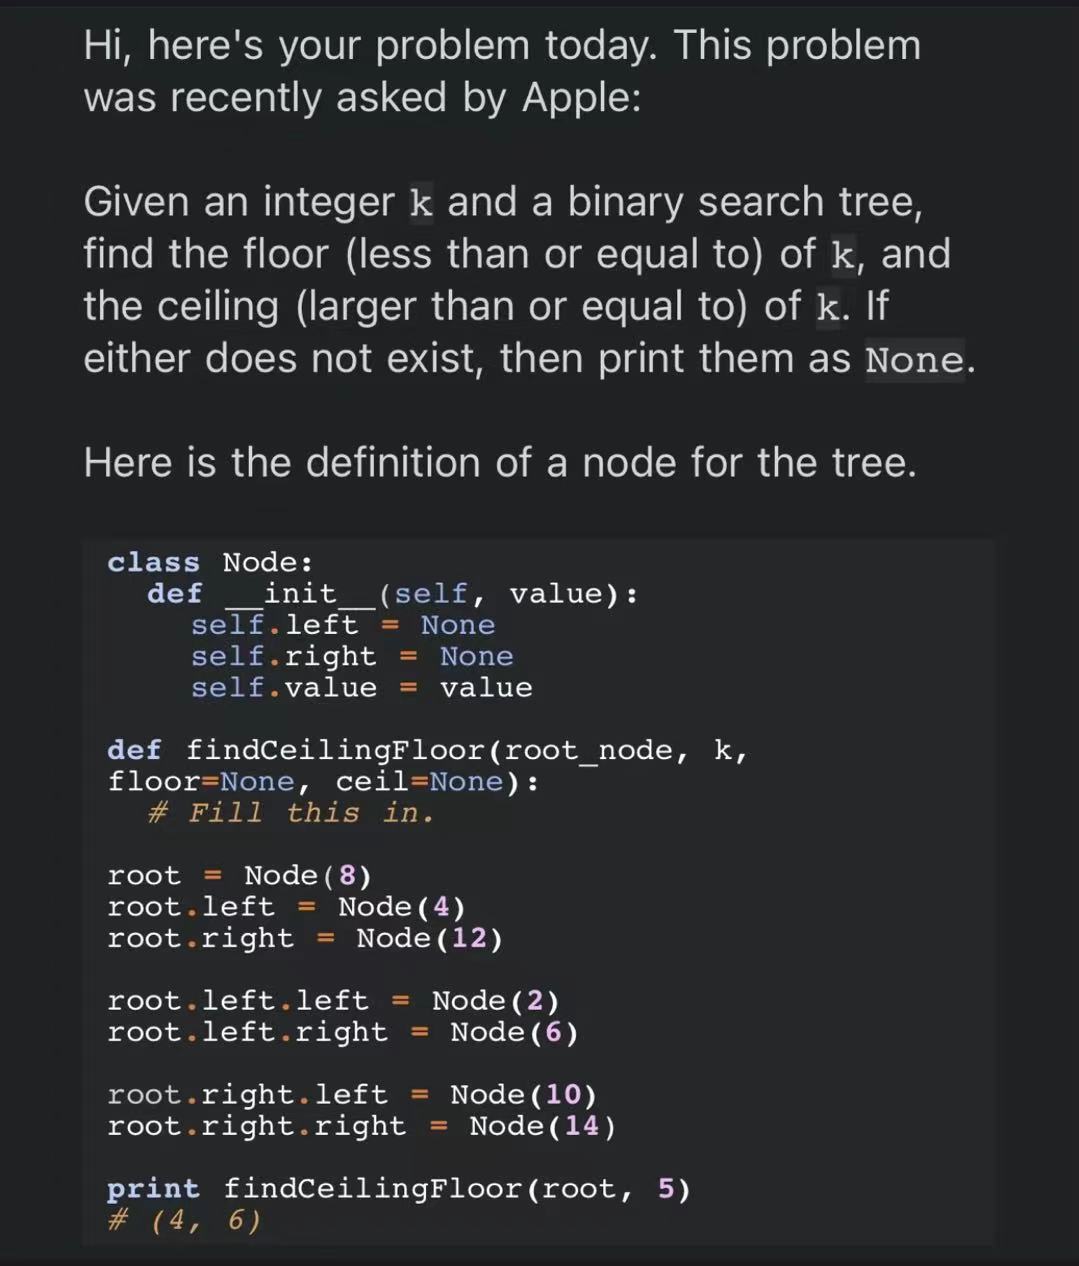 Hi, here's your problem today. This problem
was recently asked by Apple:
Given an integer k and a binary search tree,
find the floor (less than or equal to) of k, and
the ceiling (larger than or equal to) of k. If
either does not exist, then print them as None.
Here is the definition of a node for the tree.
class Node:
  def __init__(self, value):
    self.left = None
    self.right = None
    self.value = value
def findCeilingFloor(root_node, k,
floor=None, ceil=None):
  # Fill this in.
root = Node(8)
root.left = Node(4)
root.right = Node(12)
root.left.left = Node(2)
root.left.right = Node(6)
root.right.left = Node(10)
root.right.right = Node(14)
print findCeilingFloor(root, 5)
# (4, 6)